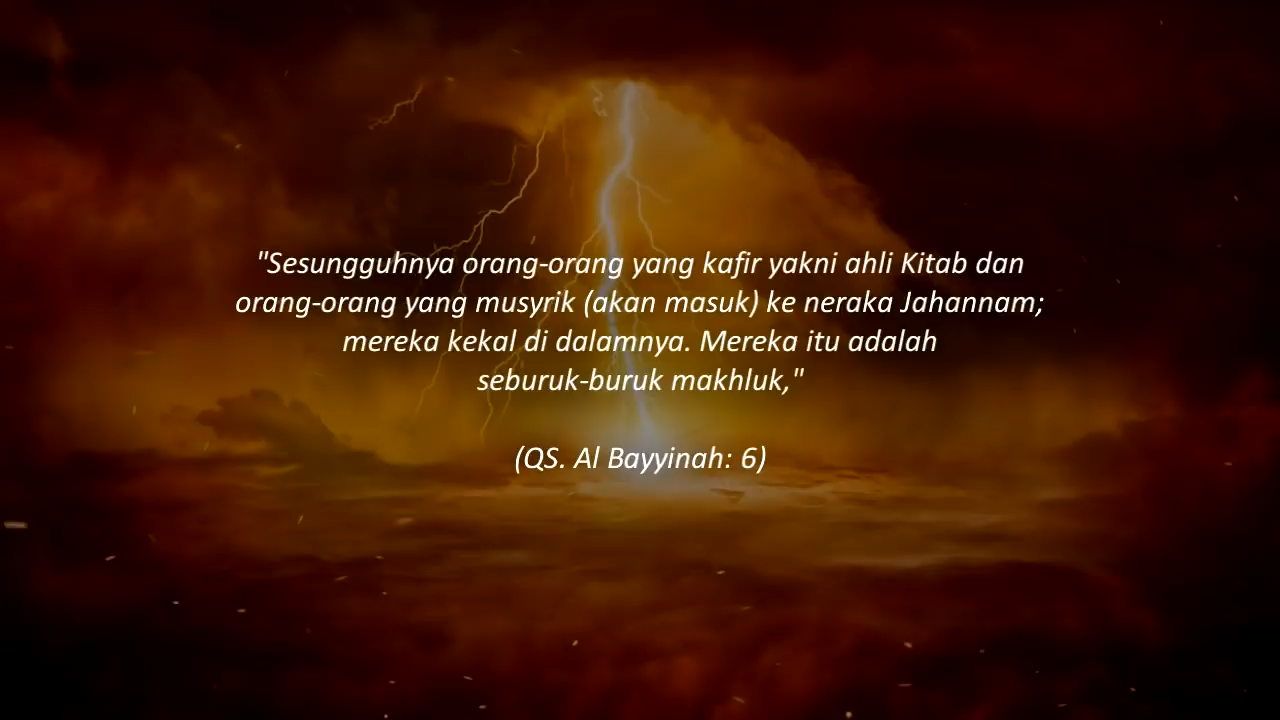 "Sesungguhnya orang-orang yang kafir yakni ahli Kitab dan
orang-orang yang musyrik (akan masuk) ke neraka Jahannam;
mereka kekal di dalamnya. Mereka itu adalah
seburuk-buruk makhluk,"
(QS. Al Bayyinah: 6)